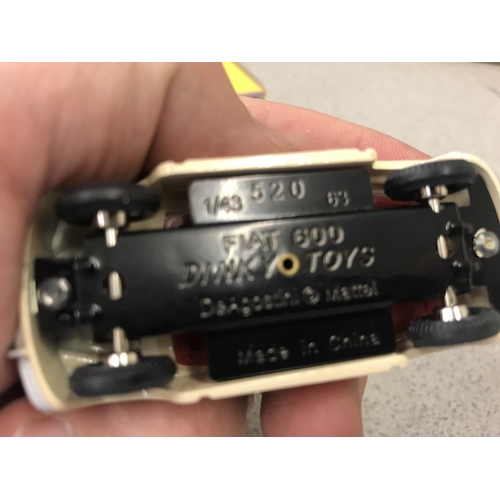 1/43 520 63
FIAT 600
DINKY TOYS
DeAgostini © Mattel
Made in China